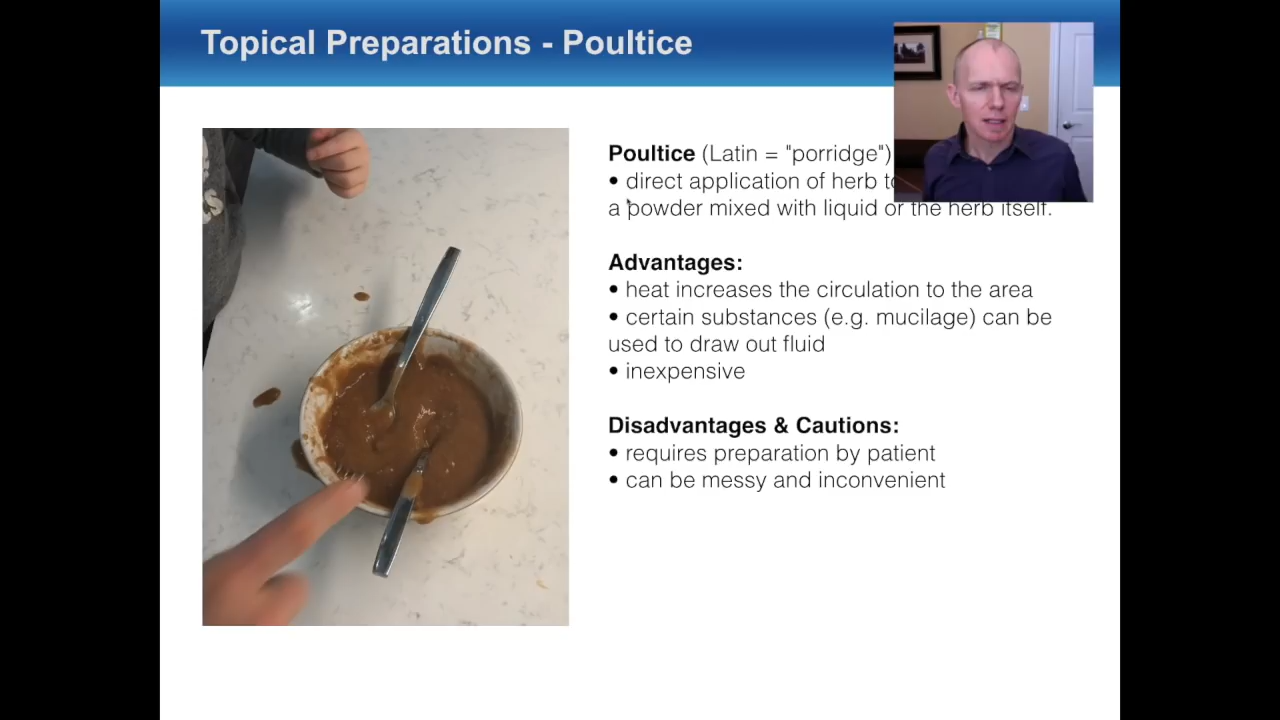 Topical Preparations - Poultice
Poultice (Latin = "porridge")
• direct application of herb
a powder mixed with liquid or the herb itself.
Advantages:
• heat increases the circulation to the area
• certain substances (e.g. mucilage) can be
used to draw out fluid
• inexpensive
Disadvantages & Cautions:
• requires preparation by patient
• can be messy and inconvenient